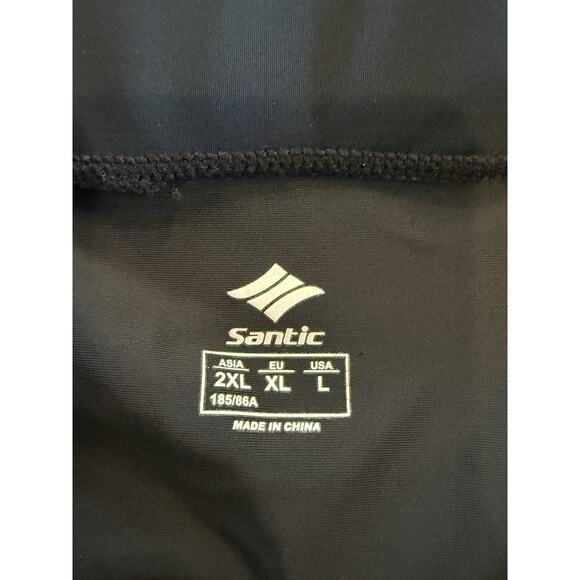 Santic
ASIA EU USA
2XL XL L
185/86A
MADE IN CHINA